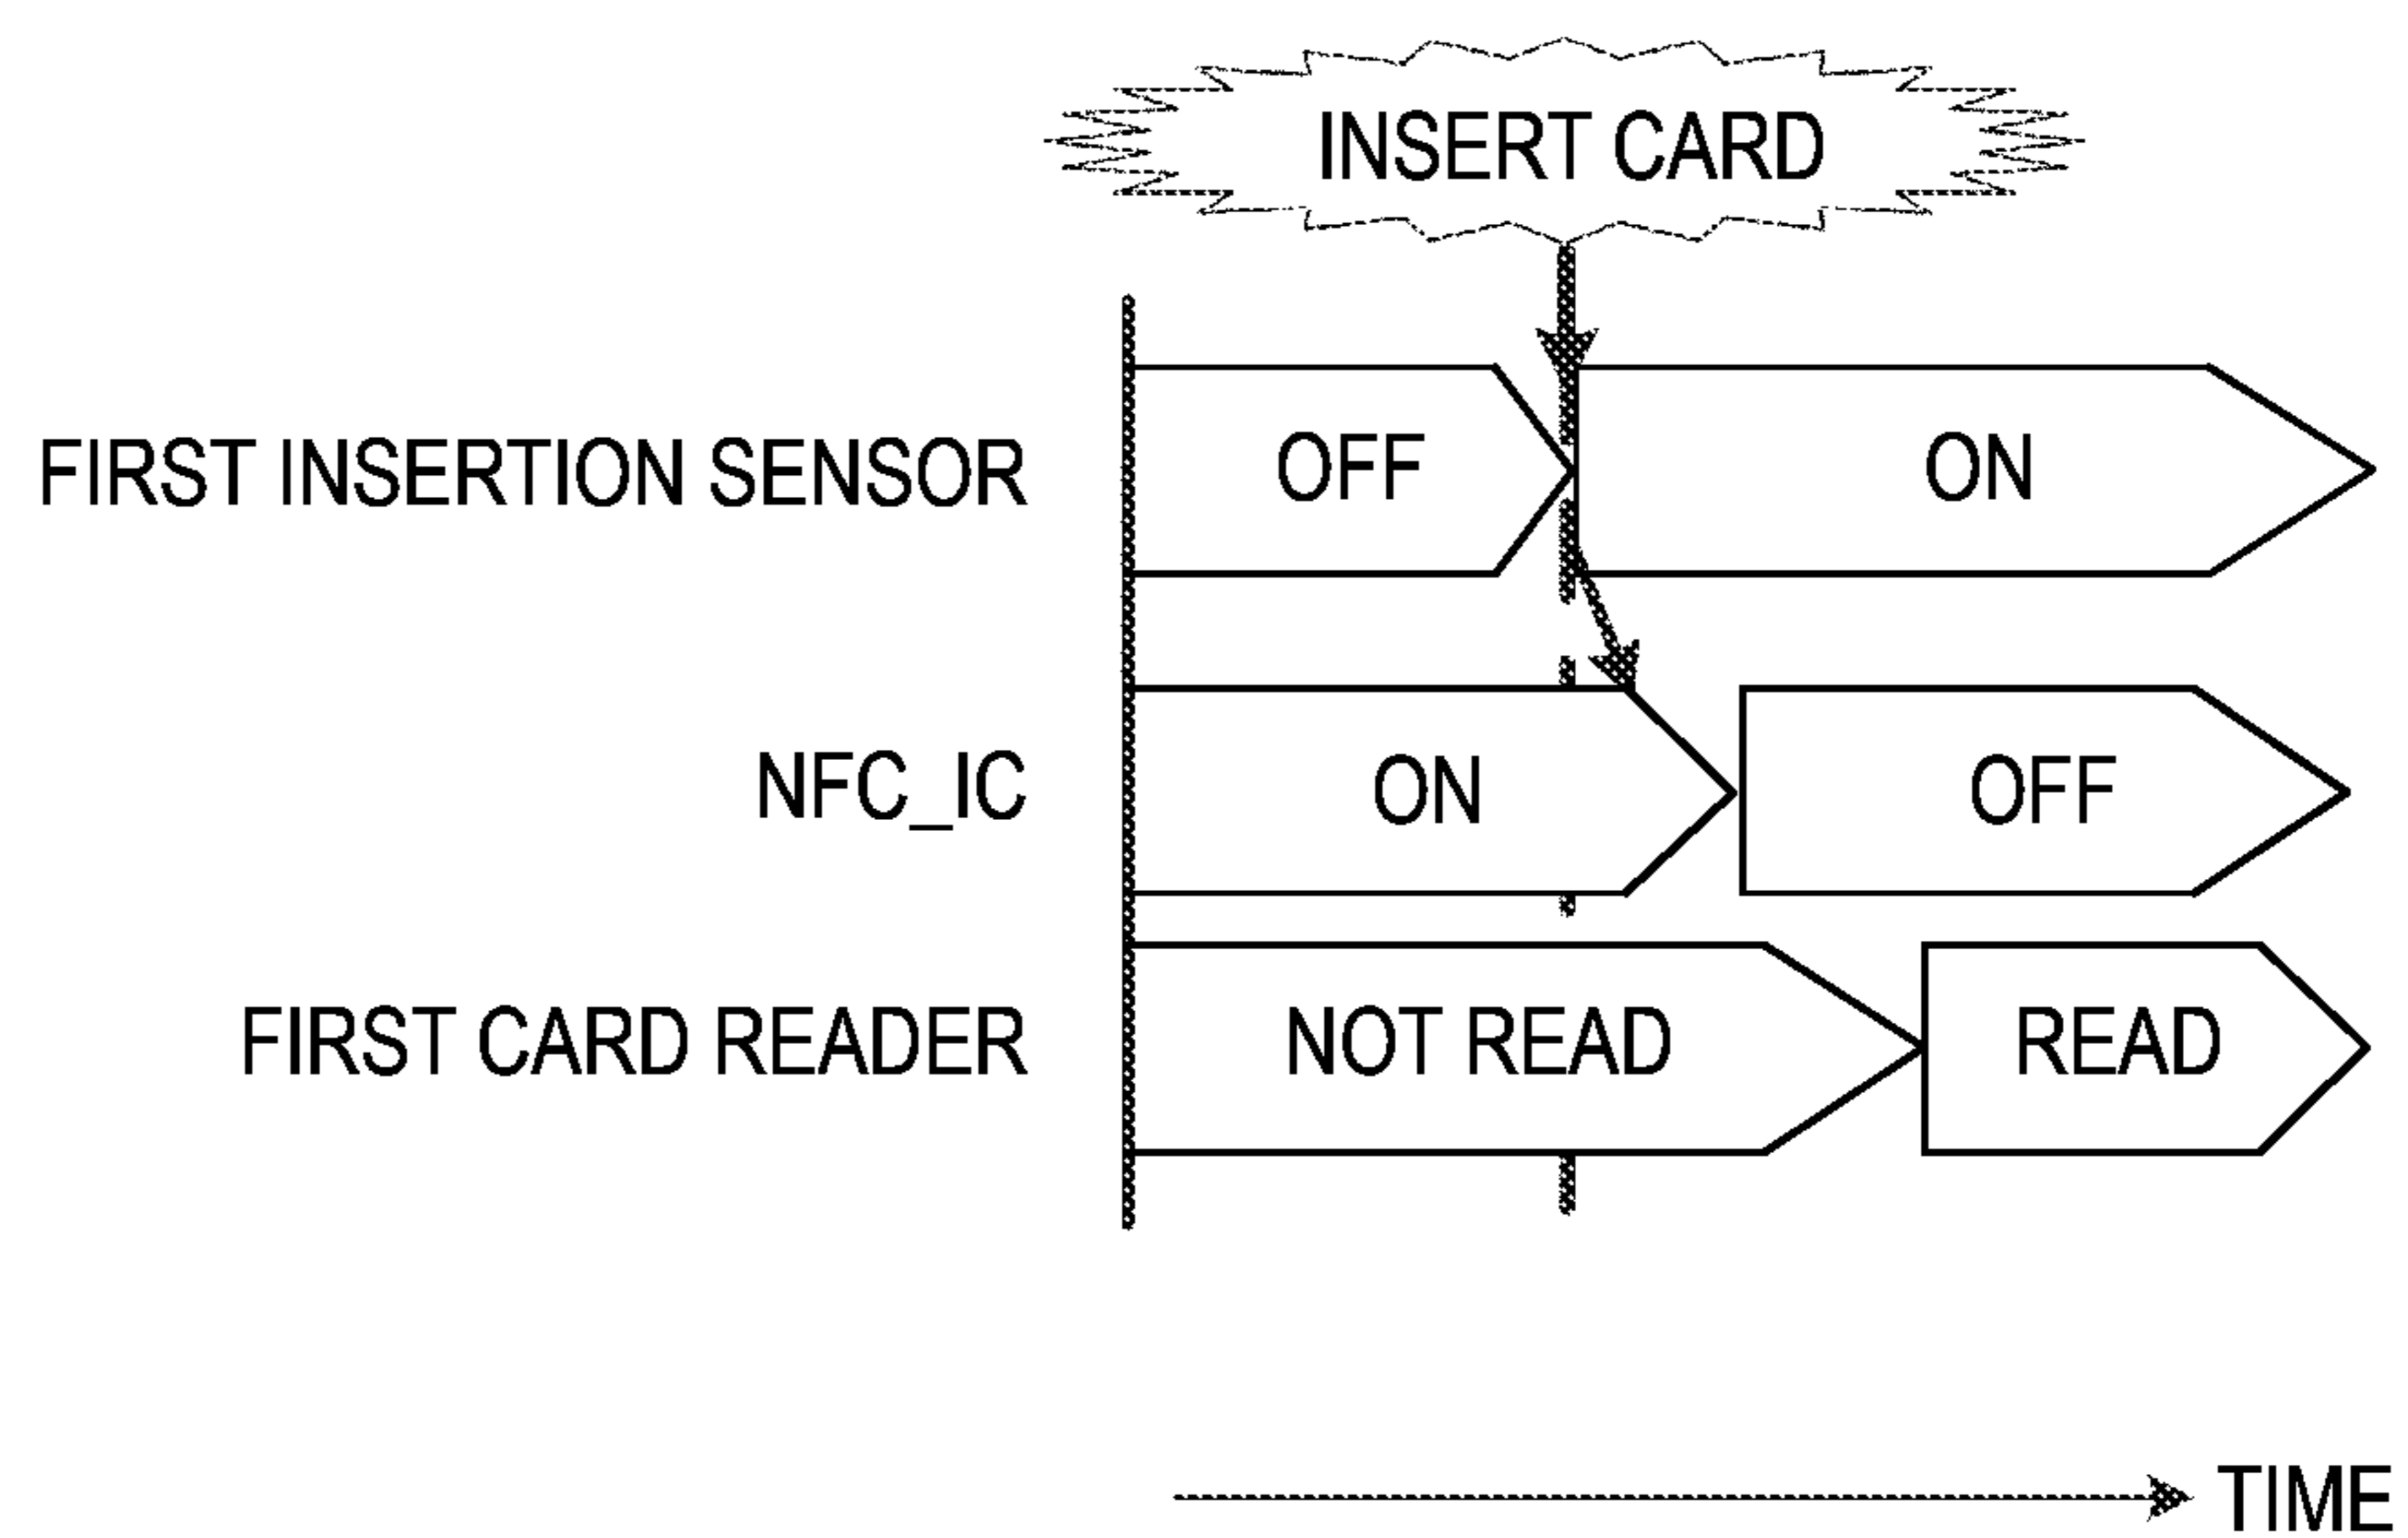 INSERT CARD
FIRST INSERTION SENSOR
OFF
ON
NFC_IC
ON
OFF
FIRST CARD READER
NOT READ
READ
TIME